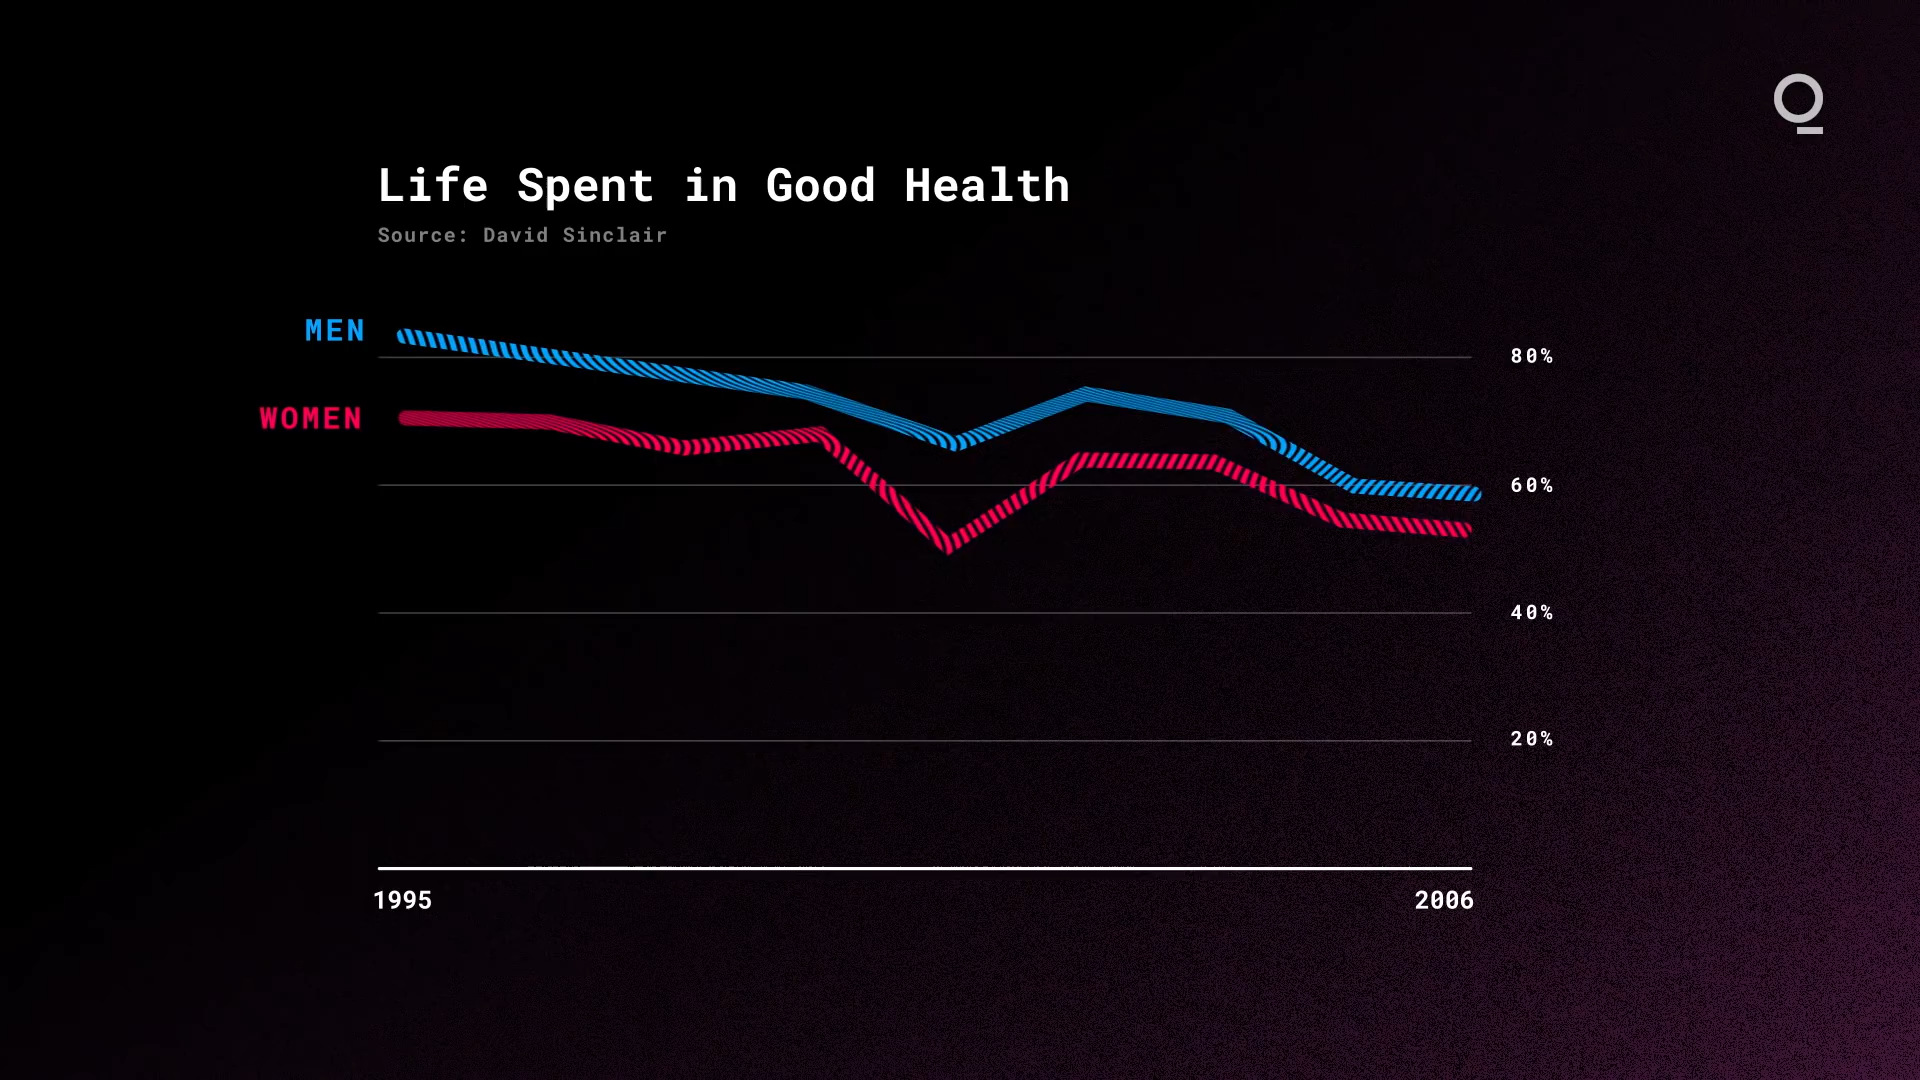 Life Spent in Good Health
Source: David Sinclair
MEN
WOMEN
80%
60%
40%
20%
1995
2006